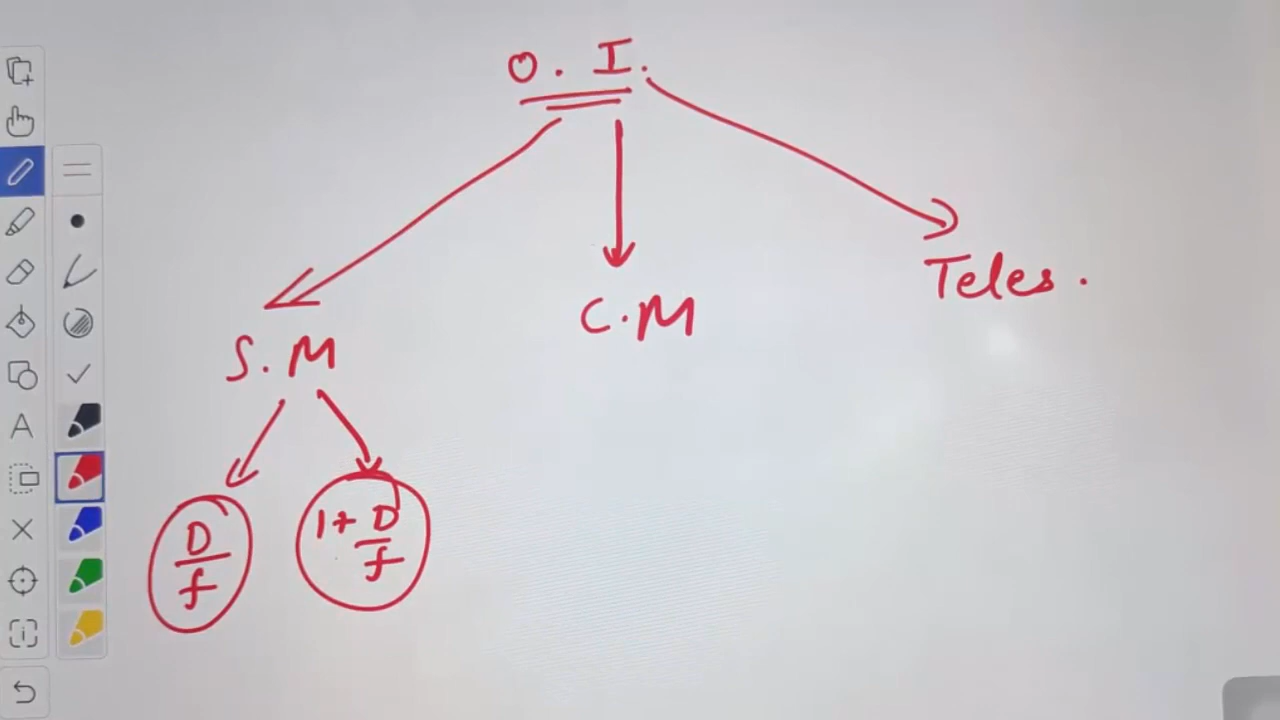 O. I.
Teles.
C.M
S.M
D/f
1+ D/f
A